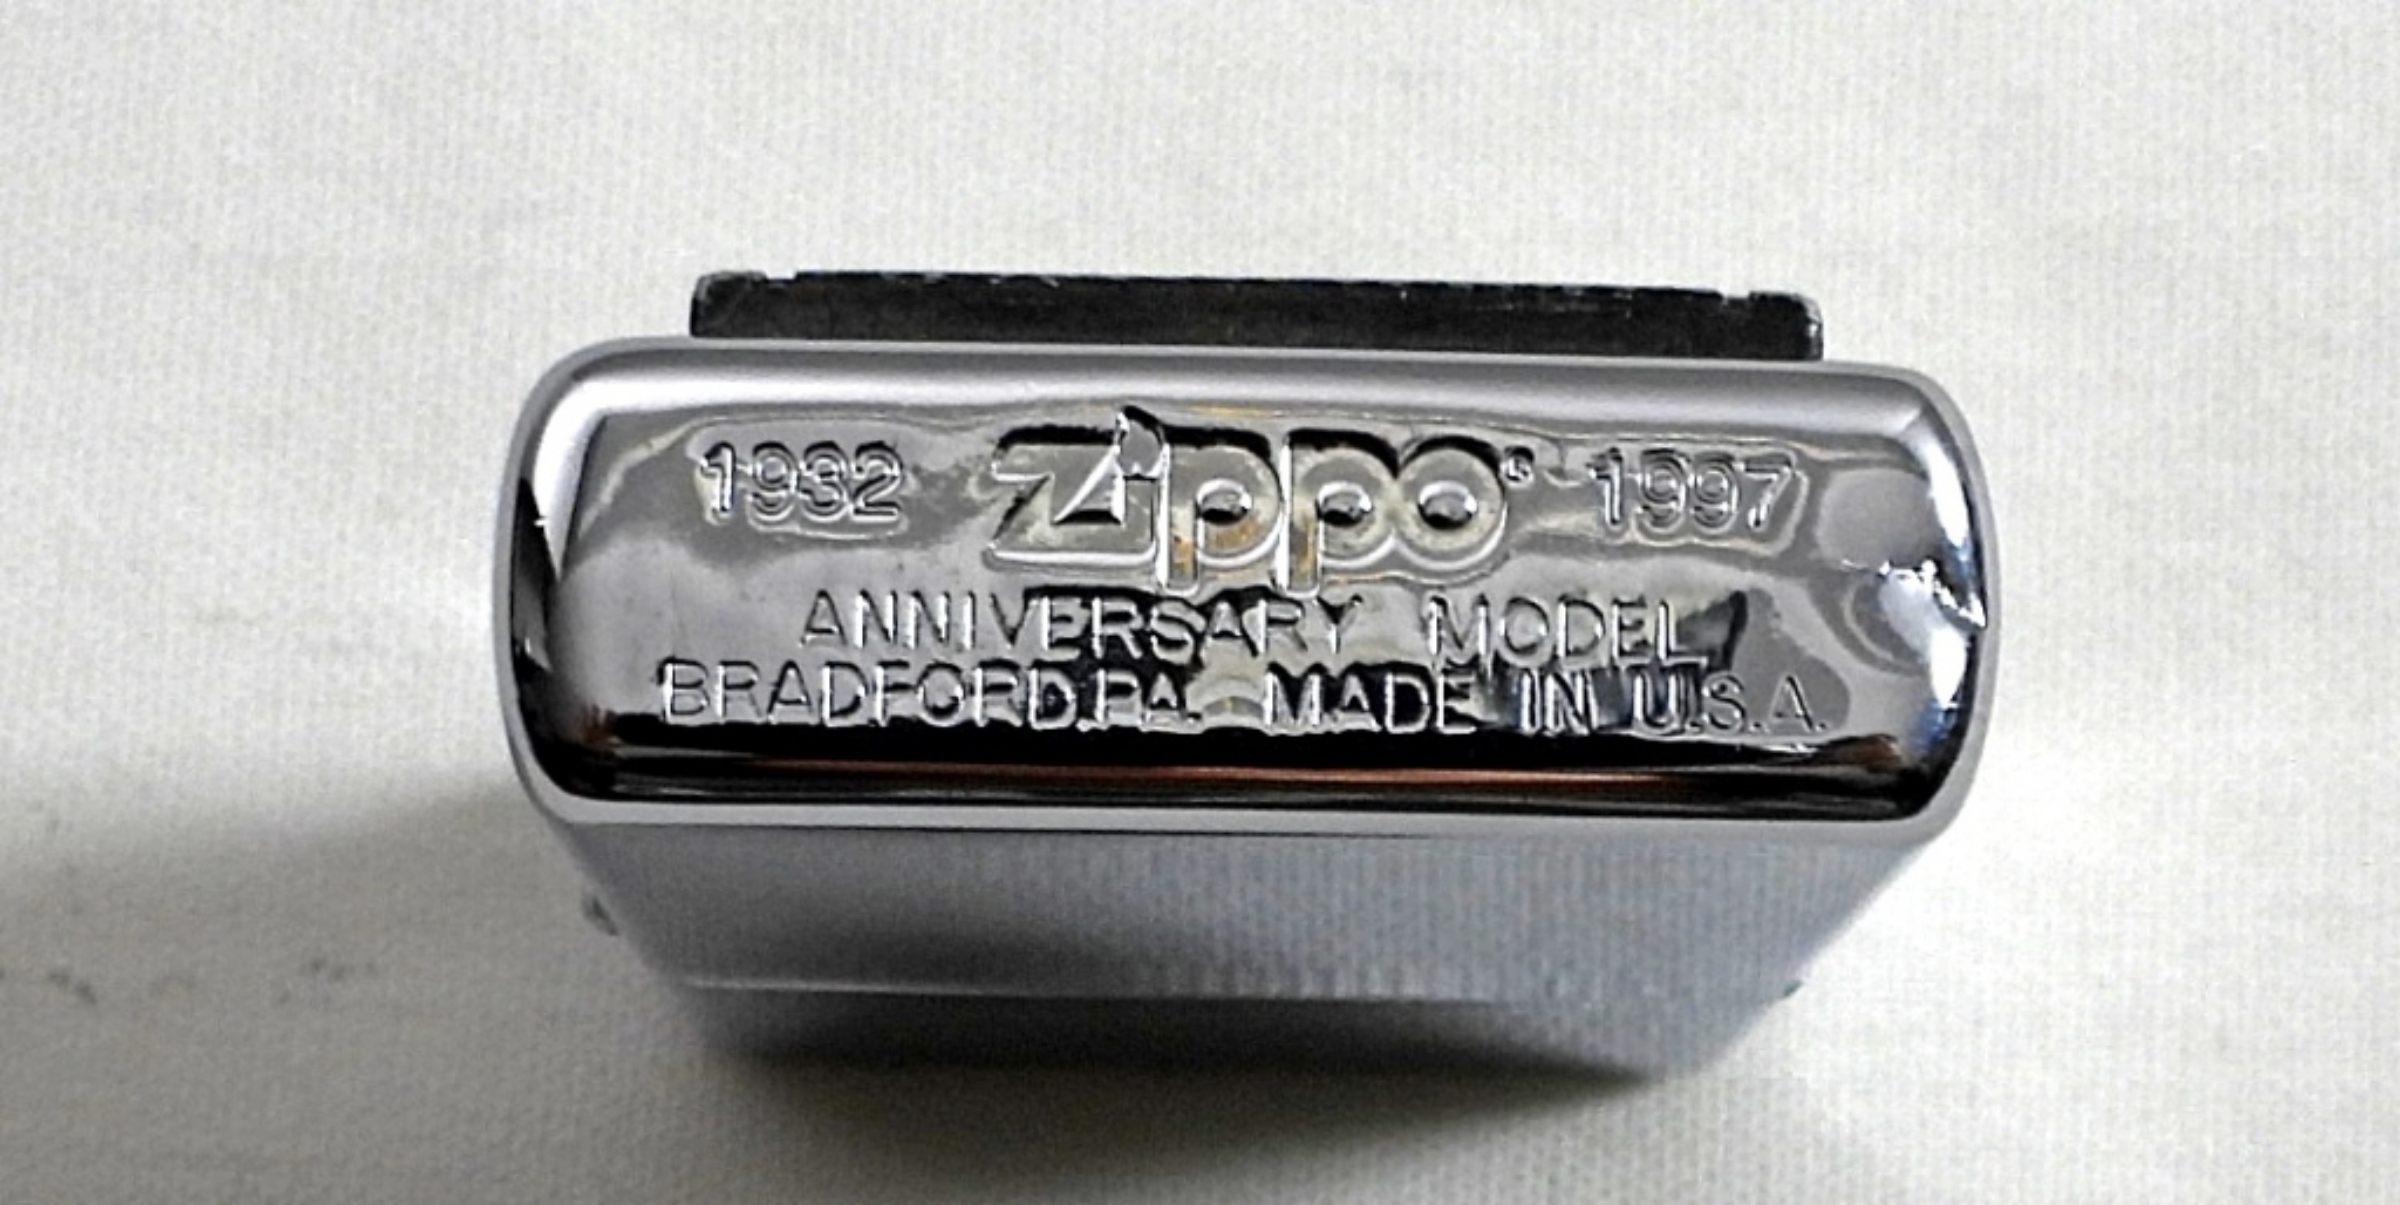 1932 Zippo® 1997
ANNIVERSARY MODEL
BRADFORD,PA. MADE IN U.S.A.